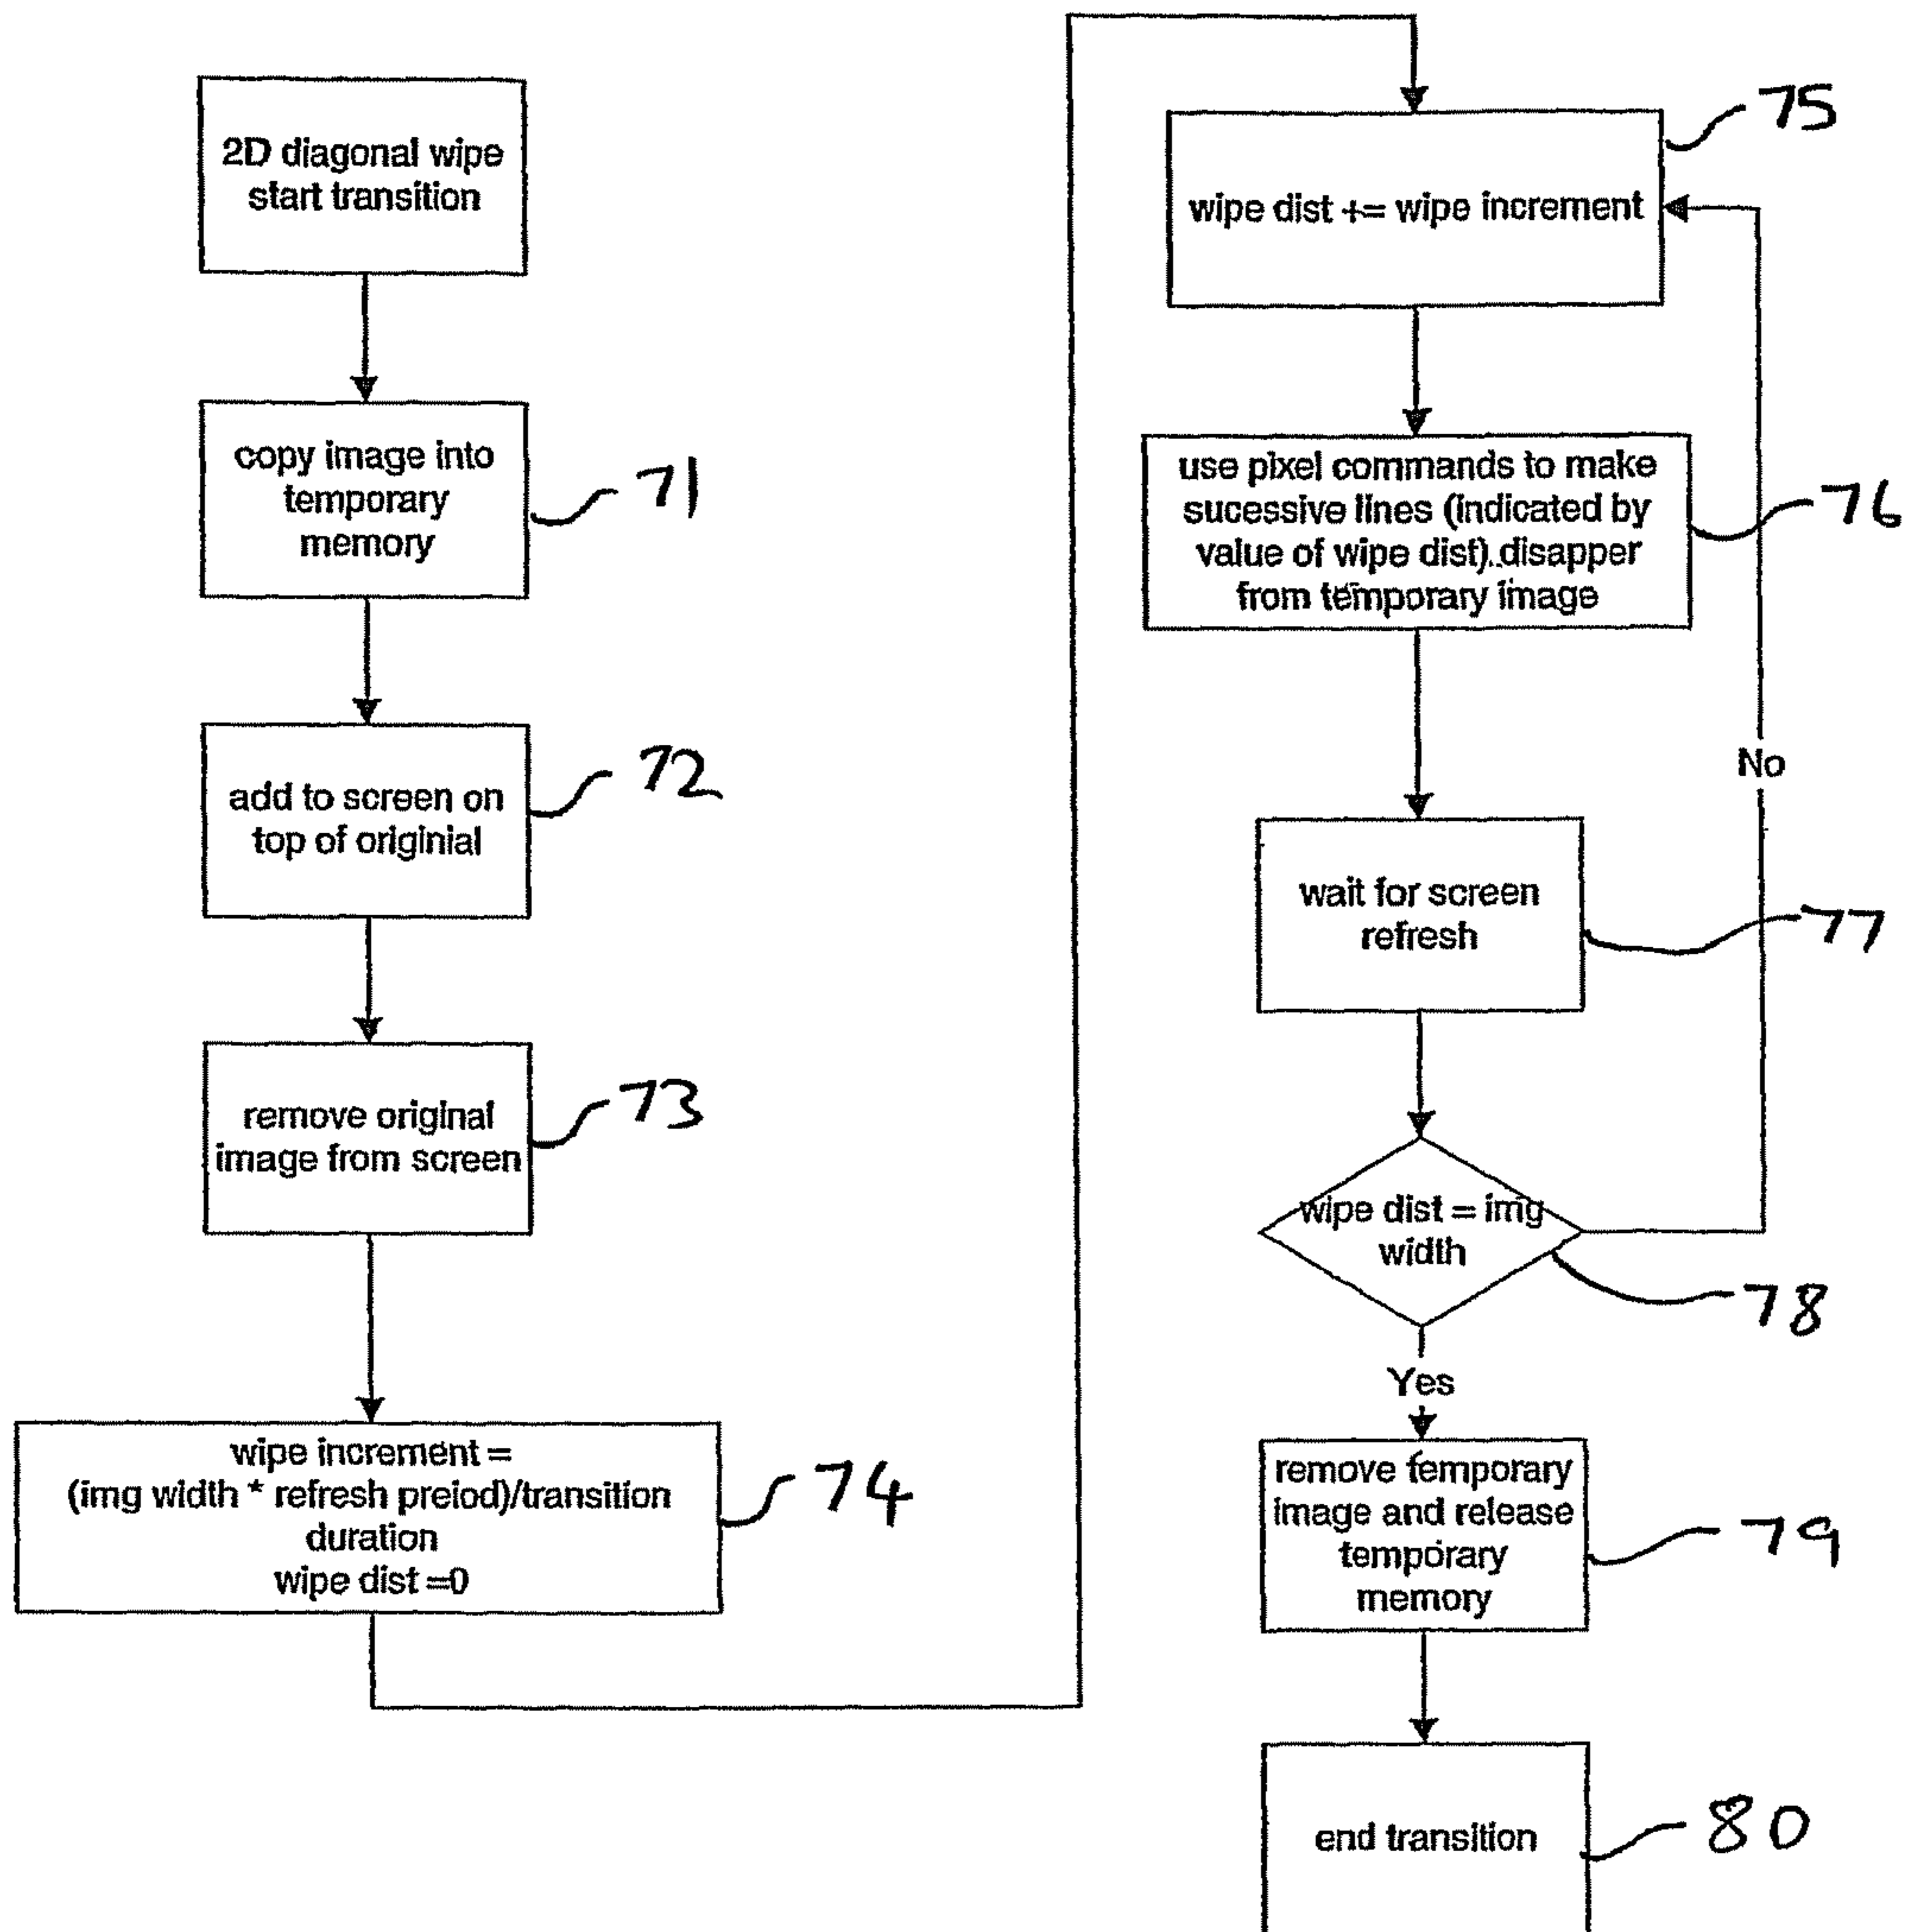 2D diagonal wipe
start transition
copy image into
temporary
memory
71
add to screen on
top of originial
72
remove original
image from screen
73
wipe increment =
(img width * refresh preiod)/transition
duration
wipe dist =0
74
wipe dist += wipe increment
75
use pixel commands to make
sucessive lines (indicated by
value of wipe dist).disapper
from temporary image
76
No
wait for screen
refresh
77
wipe dist = img
width
78
Yes
remove temporary
image and release
temporary
memory
79
end transition
80